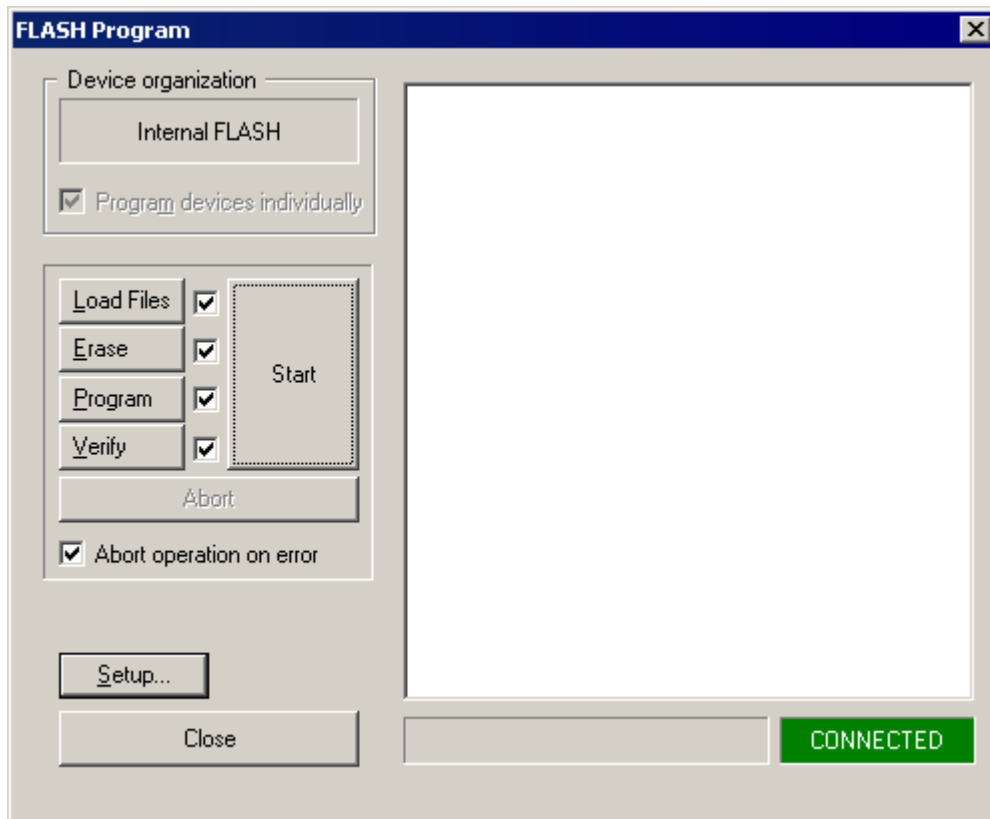 FLASH Program
Device organization
Internal FLASH
Program devices individually
Load Files
Erase
Start
Program
Verify
Abort
Abort operation on error
Setup...
Close
CONNECTED